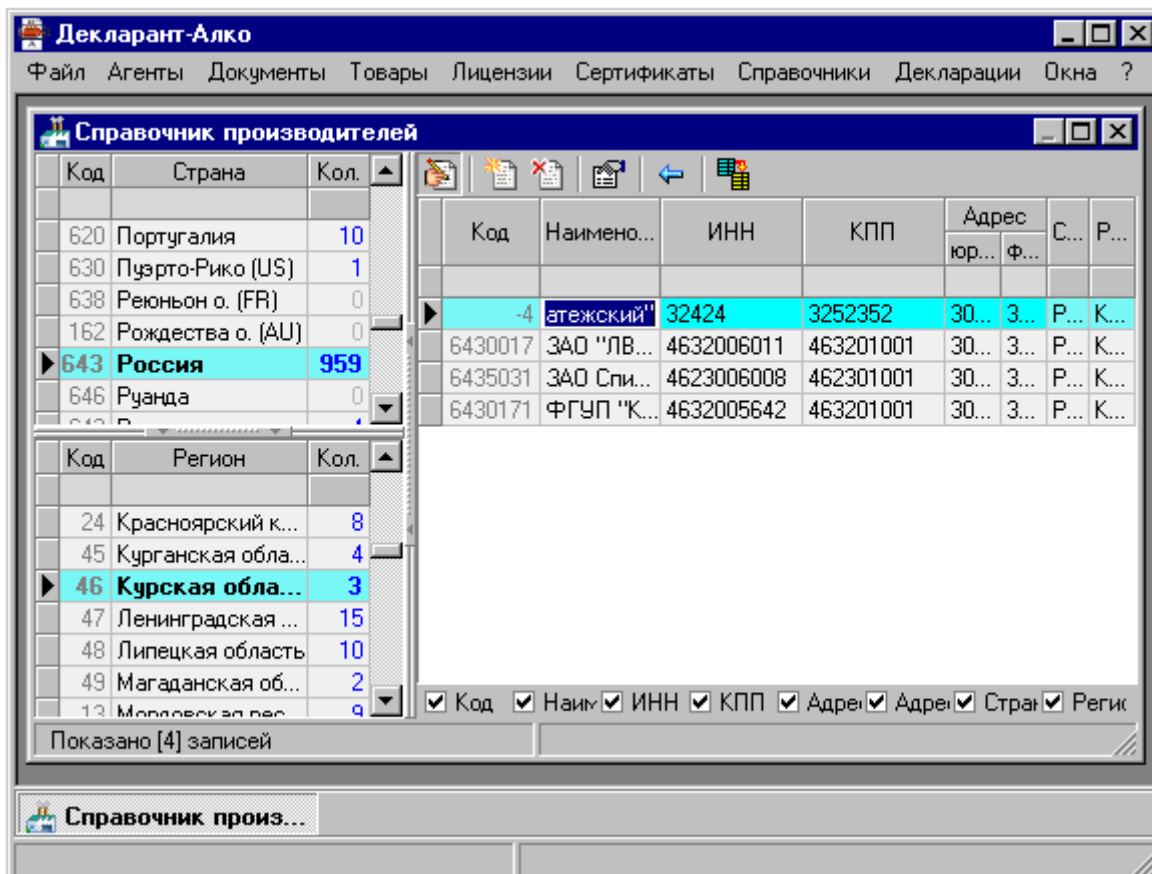 Декларант-Алко
Файл Агенты Документы Товары Лицензии Сертификаты Справочники Декларации Окна ?
Справочник производителей
Код Страна Кол.
620 Португалия 10
630 Пуэрто-Рико (US) 1
638 Реюньон о. (FR) 0
162 Рождества о. (AU) 0
643 Россия 959
646 Руанда 0
Код Регион Кол.
24 Красноярский к... 8
45 Курганская обла... 4
46 Курская обла... 3
47 Ленинградская ... 15
48 Липецкая область 10
49 Магаданская об... 2
13 Мордовская рес... 9
Код Наимено... ИНН КПП Адрес С... Р...
юр... Ф...
-4 атежский" 32424 3252352 30... 3... Р... К...
6430017 ЗАО "ЛВ... 4632006011 463201001 30... 3... Р... К...
6435031 ЗАО Спи... 4623006008 462301001 30... 3... Р... К...
6430171 ФГУП "К... 4632005642 463201001 30... 3... Р... К...
Код Наим ИНН КПП Адре Адре Стран Регис
Показано [4] записей
Справочник произ...